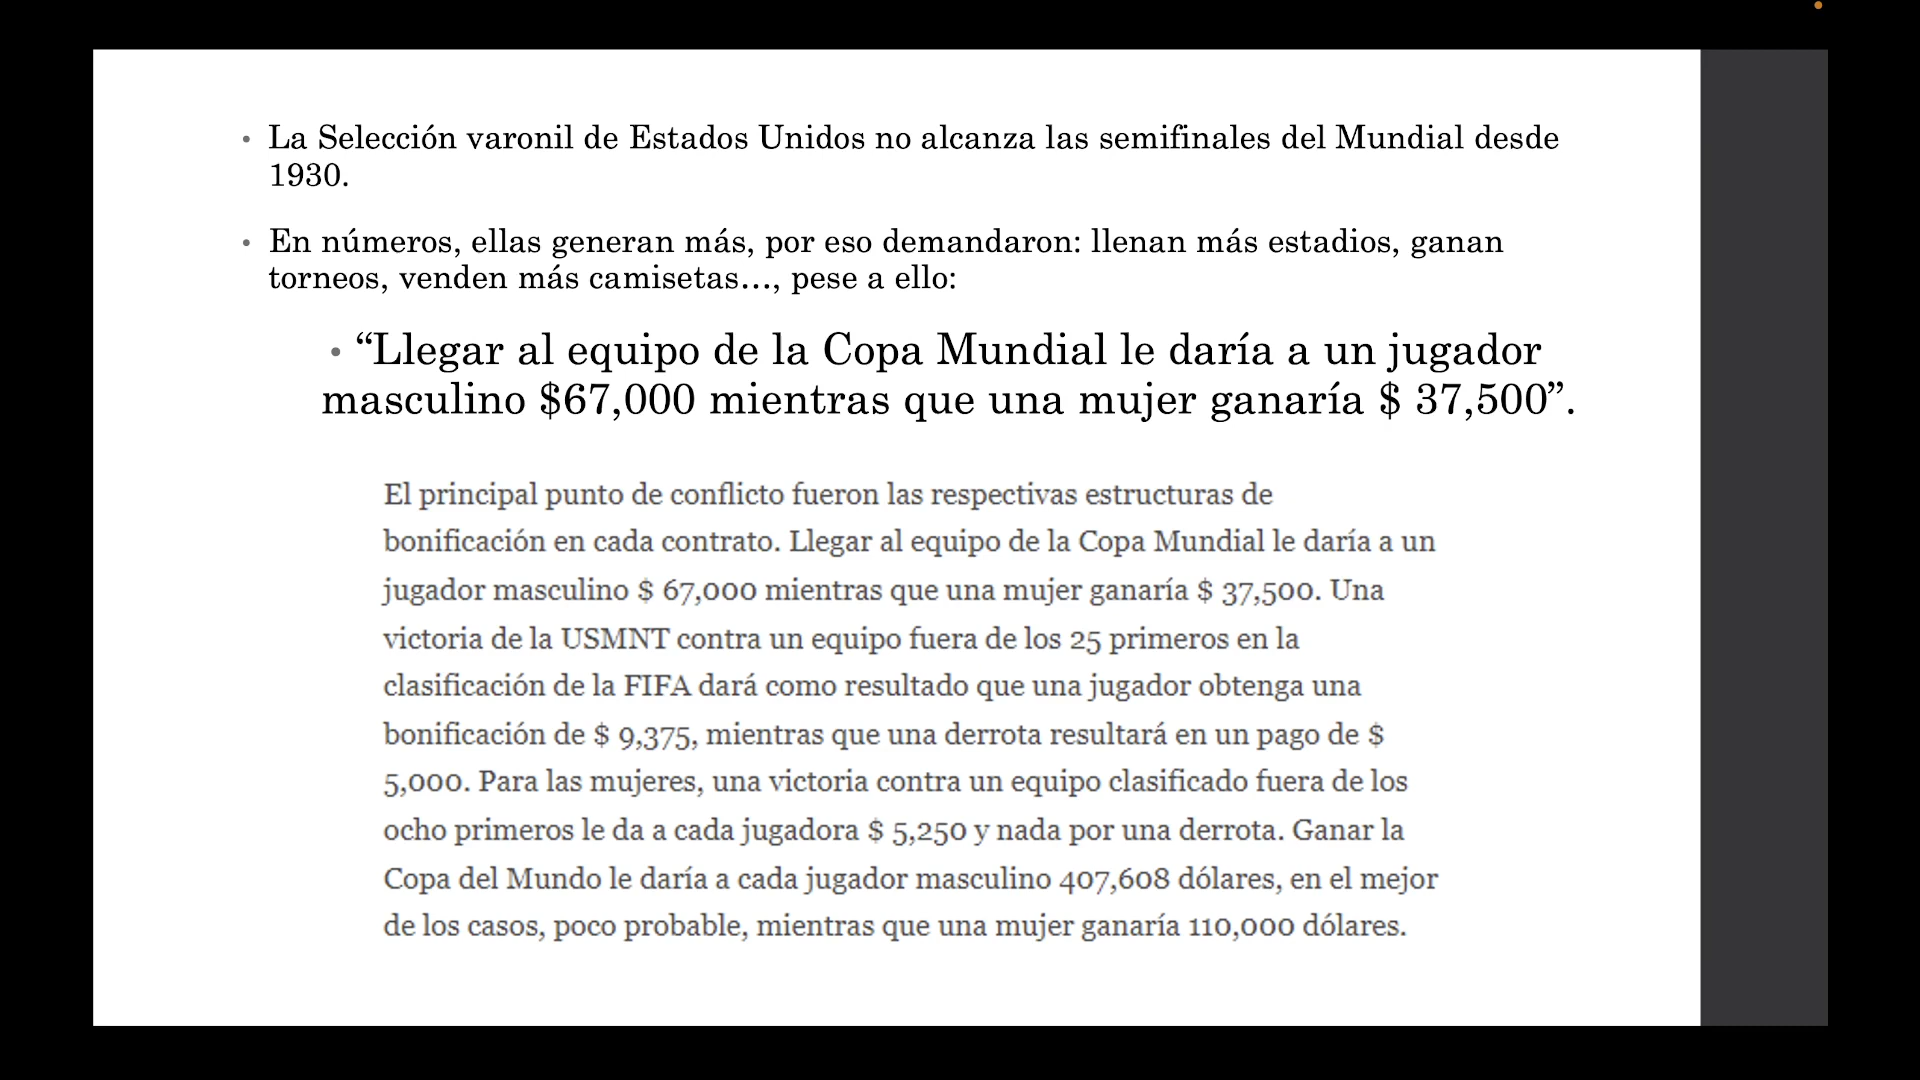 • La Selección varonil de Estados Unidos no alcanza las semifinales del Mundial desde
1930.
• En números, ellas generan más, por eso demandaron: llenan más estadios, ganan
torneos, venden más camisetas…, pese a ello:
• “Llegar al equipo de la Copa Mundial le daría a un jugador
masculino $67,000 mientras que una mujer ganaría $ 37,500”.
El principal punto de conflicto fueron las respectivas estructuras de
bonificación en cada contrato. Llegar al equipo de la Copa Mundial le daría a un
jugador masculino $ 67,000 mientras que una mujer ganaría $ 37,500. Una
victoria de la USMNT contra un equipo fuera de los 25 primeros en la
clasificación de la FIFA dará como resultado que una jugador obtenga una
bonificación de $ 9,375, mientras que una derrota resultará en un pago de $
5,000. Para las mujeres, una victoria contra un equipo clasificado fuera de los
ocho primeros le da a cada jugadora $ 5,250 y nada por una derrota. Ganar la
Copa del Mundo le daría a cada jugador masculino 407,608 dólares, en el mejor
de los casos, poco probable, mientras que una mujer ganaría 110,000 dólares.